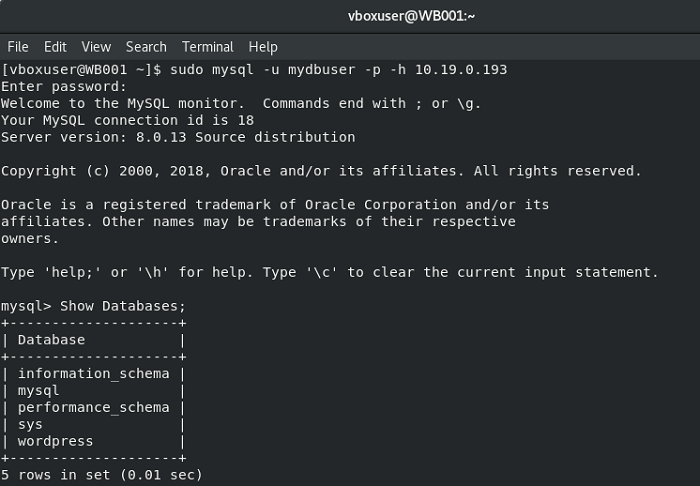 vboxuser@WB001:~
File Edit View Search Terminal Help
[vboxuser@WB001 ~]$ sudo mysql -u mydbuser -p -h 10.19.0.193
Enter password:
Welcome to the MySQL monitor.  Commands end with ; or \g.
Your MySQL connection id is 18
Server version: 8.0.13 Source distribution

Copyright (c) 2000, 2018, Oracle and/or its affiliates. All rights reserved.

Oracle is a registered trademark of Oracle Corporation and/or its
affiliates. Other names may be trademarks of their respective
owners.

Type 'help;' or '\h' for help. Type '\c' to clear the current input statement.

mysql> Show Databases;
+--------------------+
| Database           |
+--------------------+
| information_schema |
| mysql              |
| performance_schema |
| sys                |
| wordpress          |
+--------------------+
5 rows in set (0.01 sec)